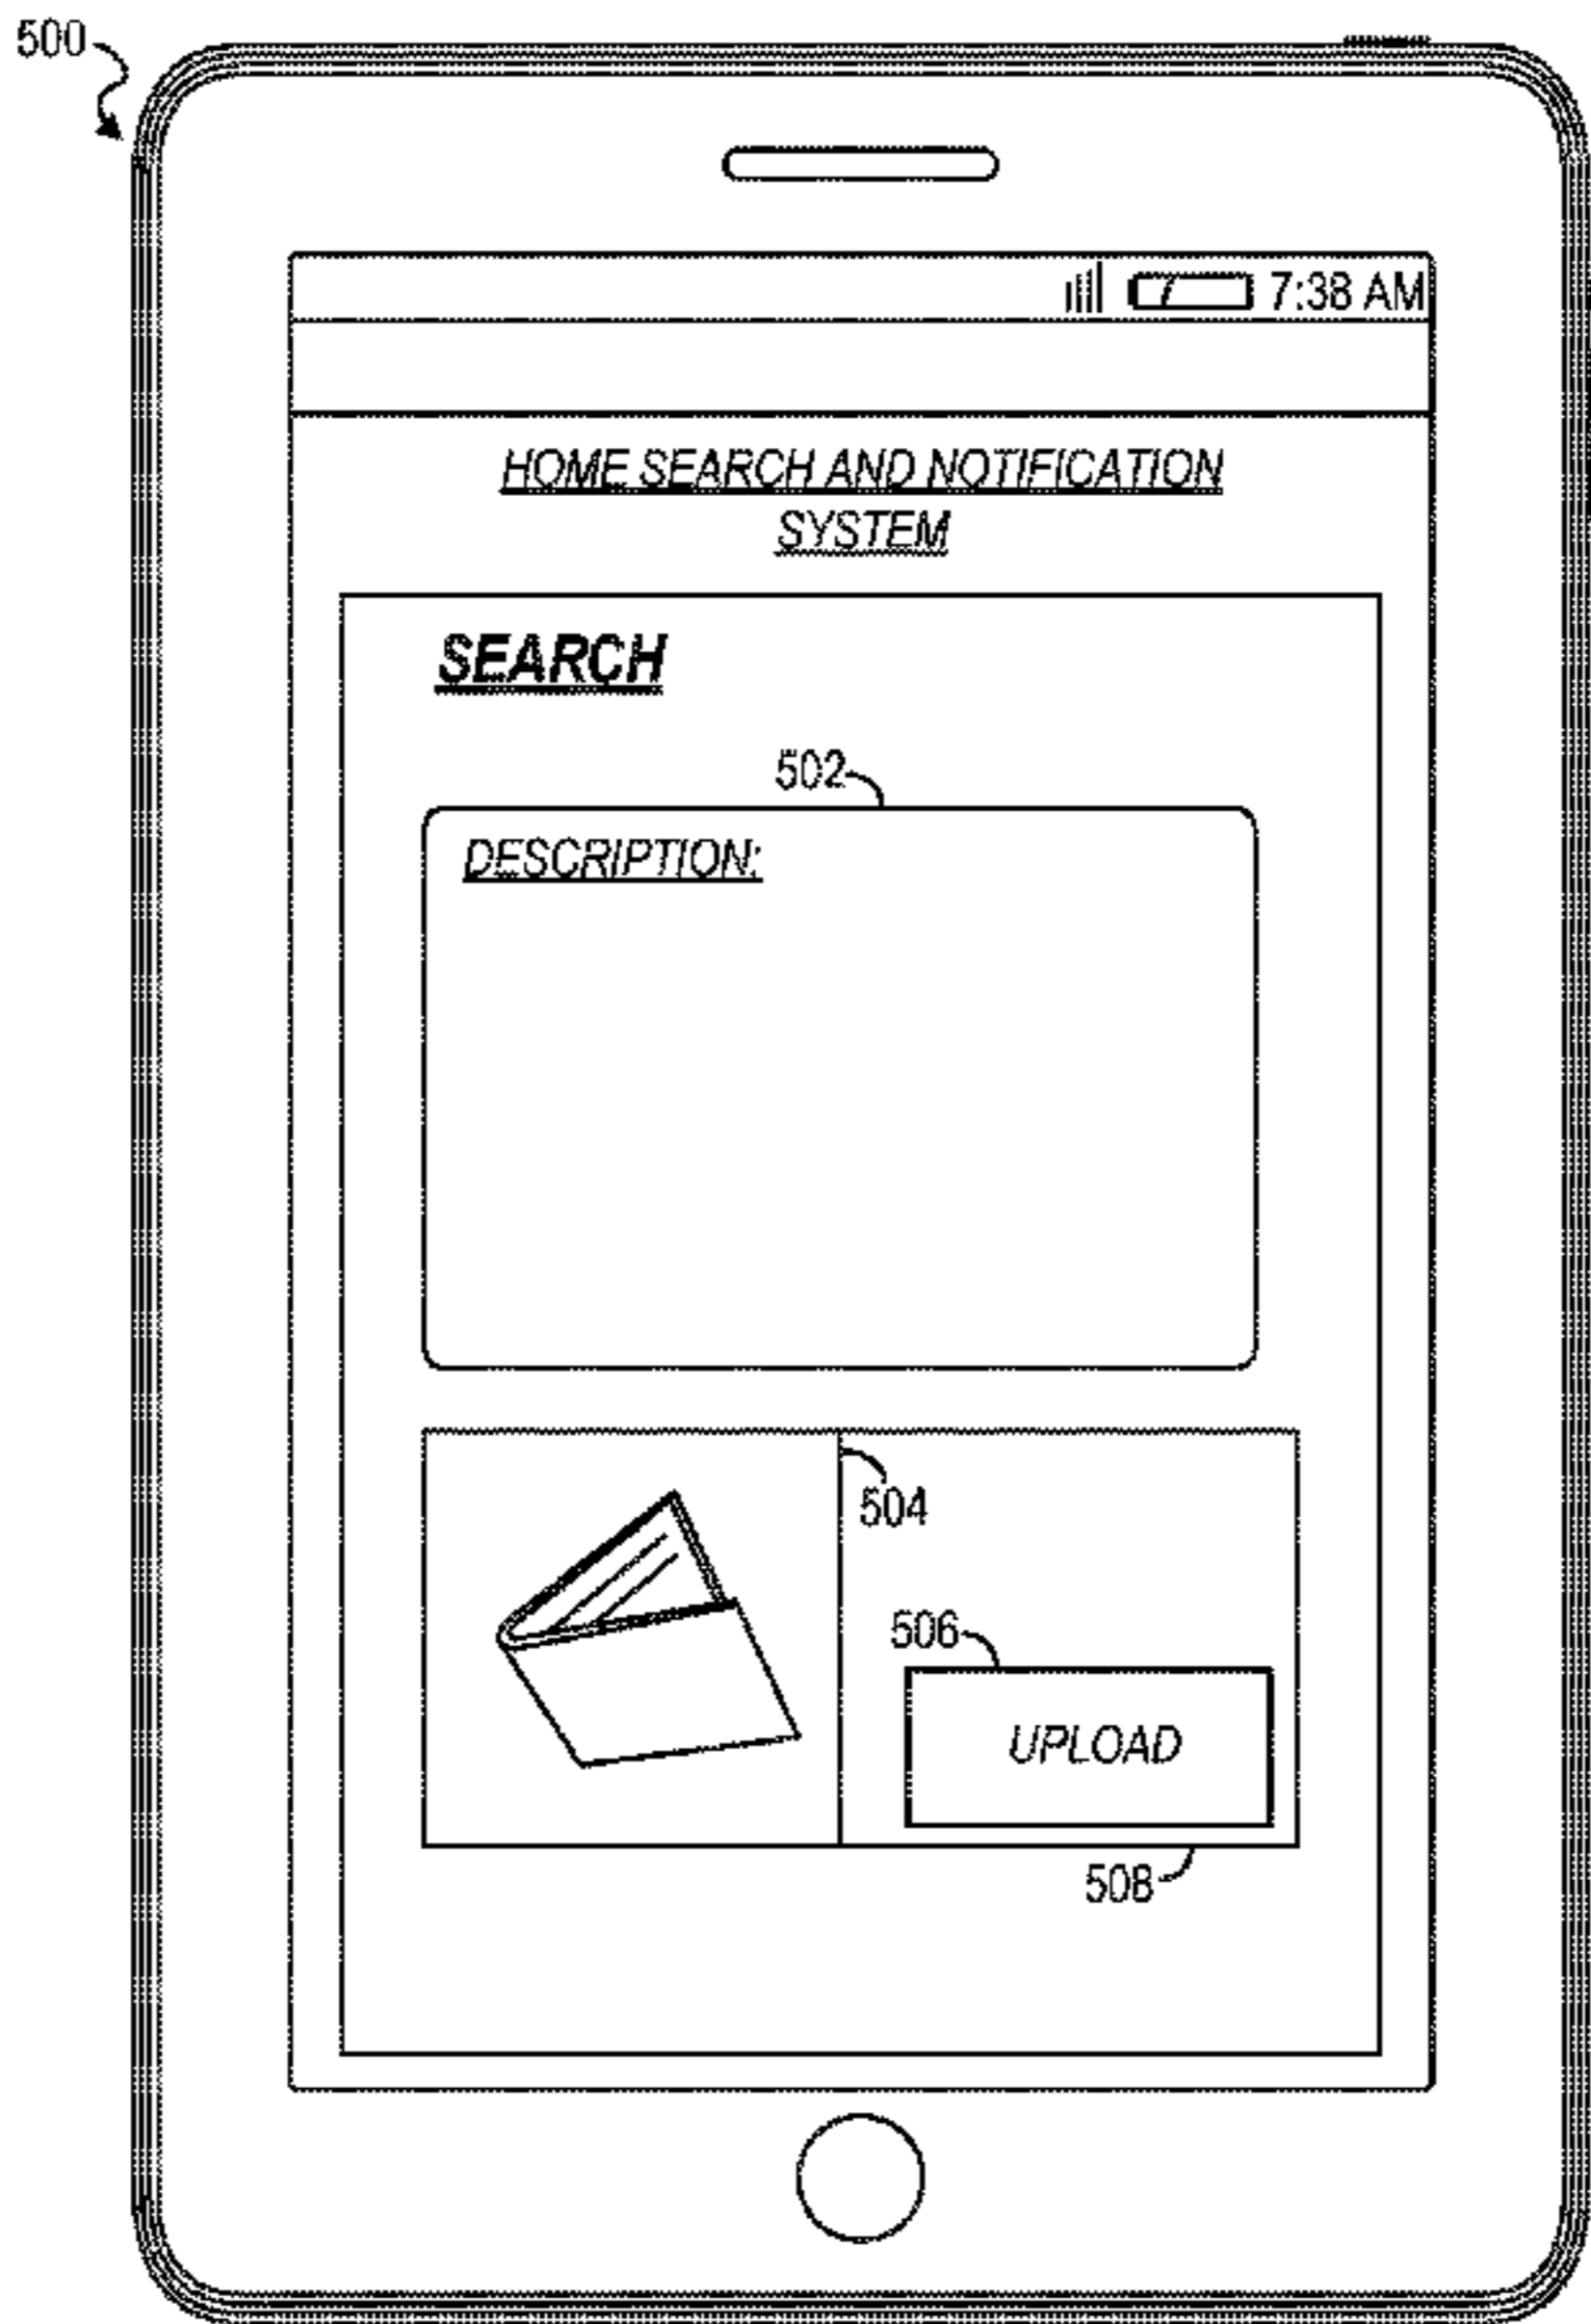 500
7:38 AM
HOME SEARCH AND NOTIFICATION
SYSTEM
SEARCH
502
DESCRIPTION:
504
506
UPLOAD
508